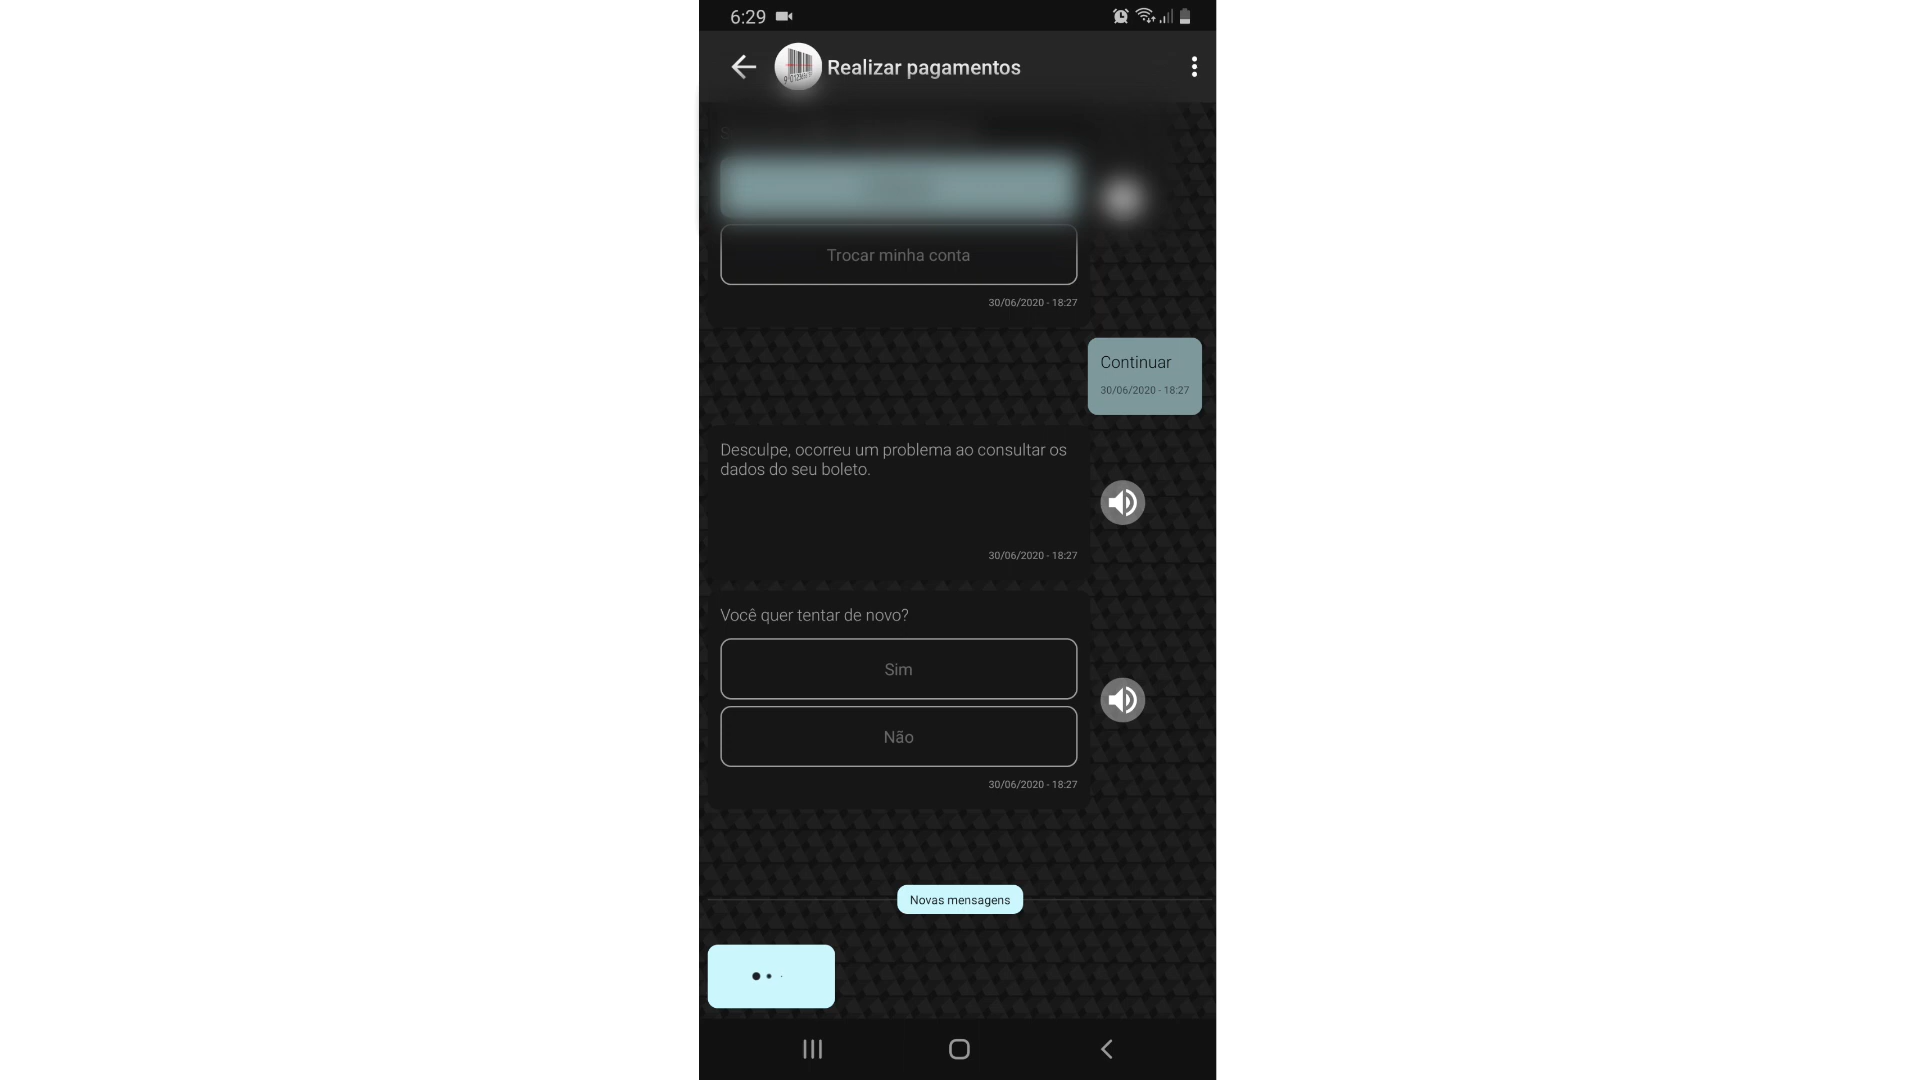 6:29
Realizar pagamentos
Trocar minha conta
30/06/2020 - 18:27
Continuar
30/06/2020 - 18:27
Desculpe, ocorreu um problema ao consultar os
dados do seu boleto.
30/06/2020 - 18:27
Você quer tentar de novo?
Sim
Não
30/06/2020 - 18:27
Novas mensagens